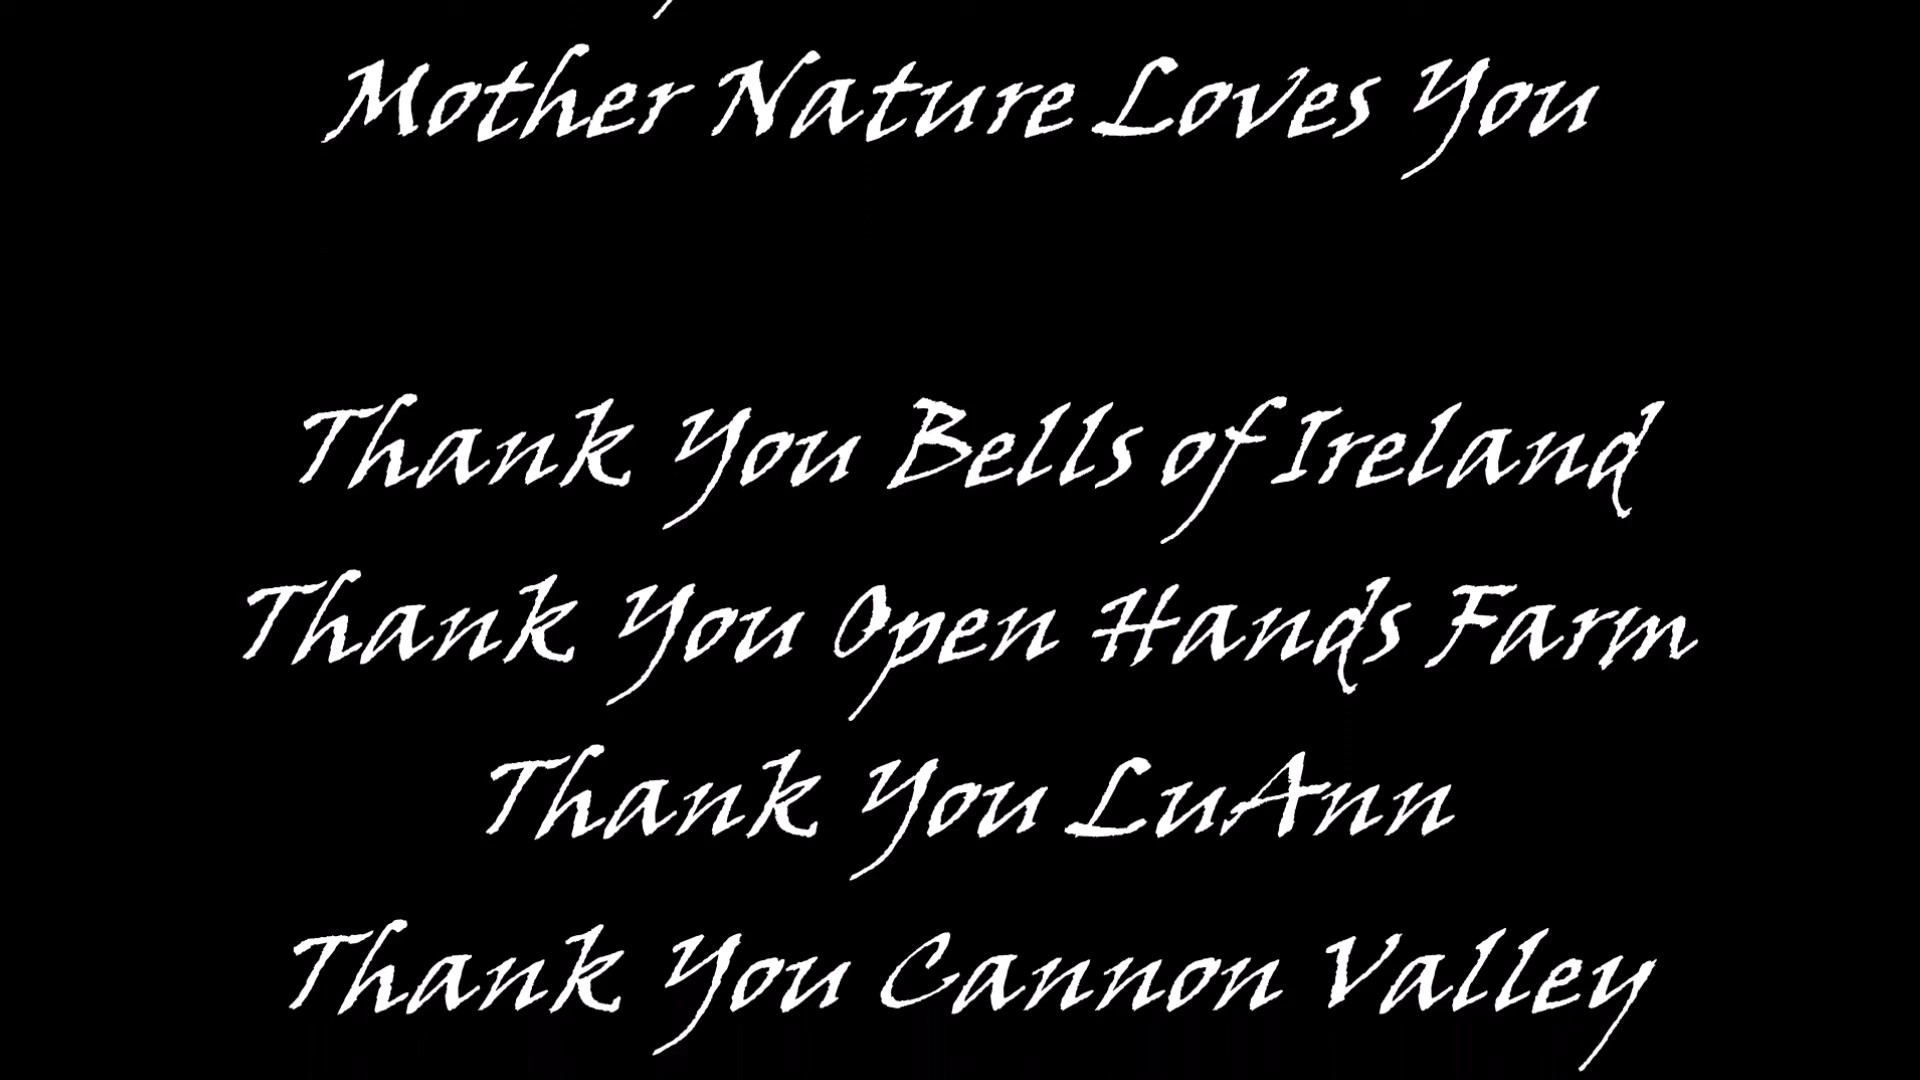 Mother Nature Loves You
Thank You Bells of Ireland
Thank You Open Hands Farm
Thank You LuAnn
Thank You Cannon Valley